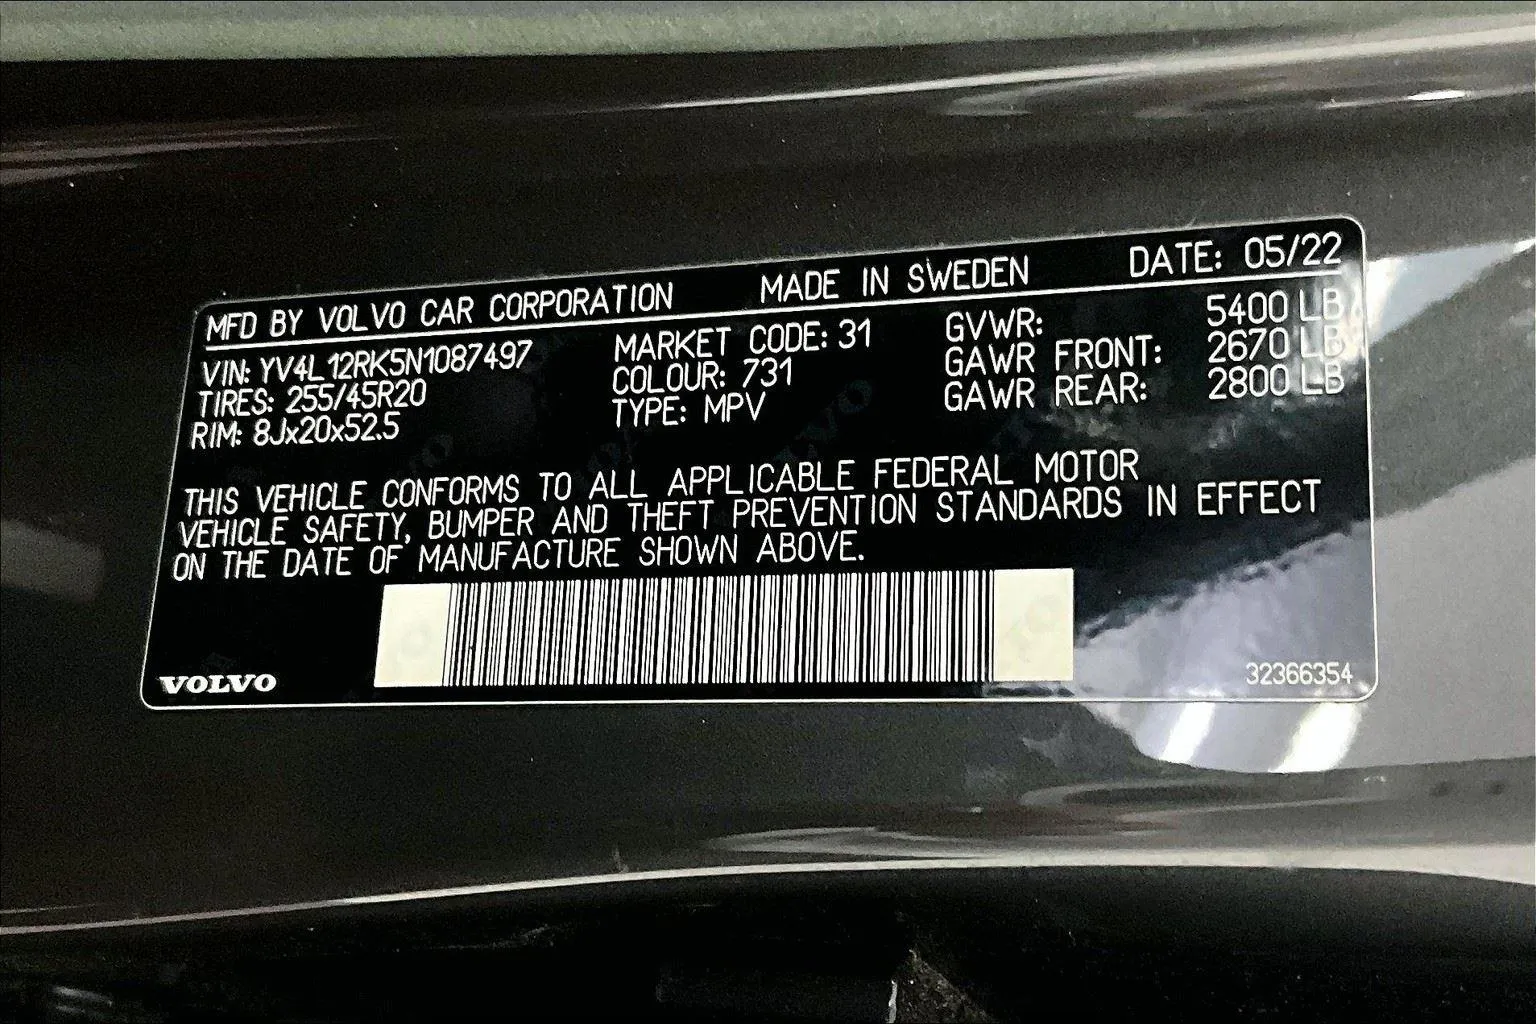 MFD BY VOLVO CAR CORPORATION MADE IN SWEDEN DATE: 05/22
VIN: YV4L12RK5N1087497 MARKET CODE: 31 GVWR: 5400 LB
TIRES: 255/45R20 COLOUR: 731 GAWR FRONT: 2670 LB
RIM: 8Jx20x52.5 TYPE: MPV GAWR REAR: 2800 LB
THIS VEHICLE CONFORMS TO ALL APPLICABLE FEDERAL MOTOR
VEHICLE SAFETY, BUMPER AND THEFT PREVENTION STANDARDS IN EFFECT
ON THE DATE OF MANUFACTURE SHOWN ABOVE.
VOLVO 32366354